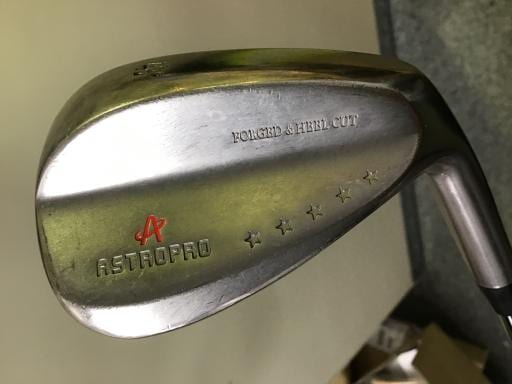 FORGED & HEEL CUT
ASTROPRO